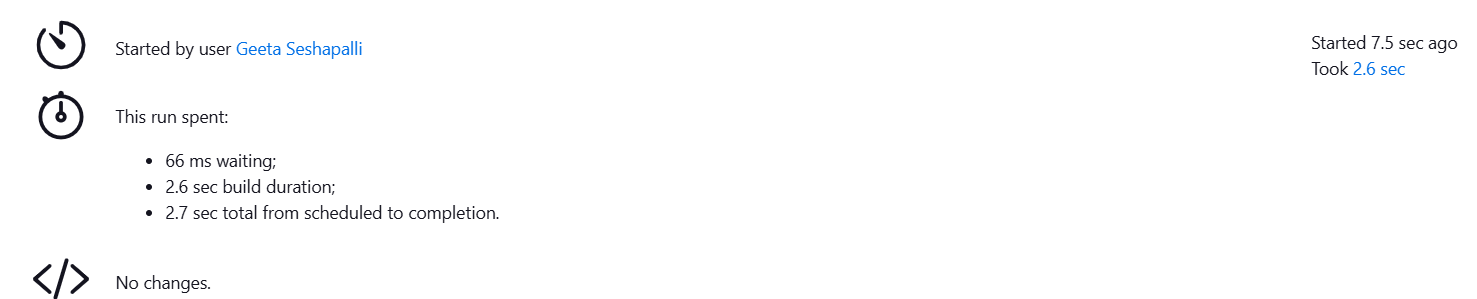 Started by user Geeta Seshapalli
Started 7.5 sec ago
Took 2.6 sec
This run spent:
• 66 ms waiting;
• 2.6 sec build duration;
• 2.7 sec total from scheduled to completion.
No changes.